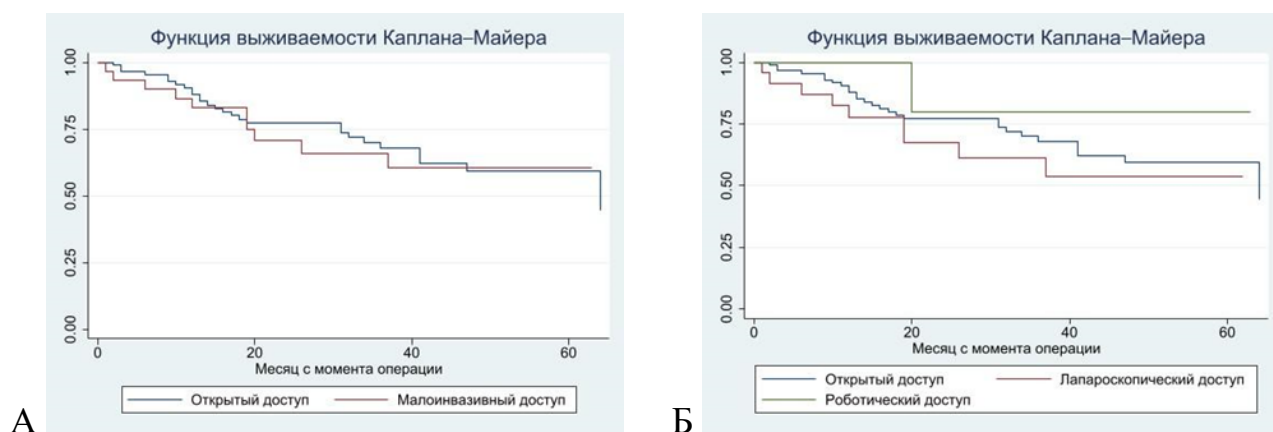 Функция выживаемости Каплана–Майера
1.00
0.75
0.50
0.25
0.00
0 20 40 60
Месяц с момента операции
Открытый доступ Малоинвазивный доступ
А
Функция выживаемости Каплана–Майера
1.00
0.75
0.50
0.25
0.00
0 20 40 60
Месяц с момента операции
Открытый доступ Лапароскопический доступ
Роботический доступ
Б